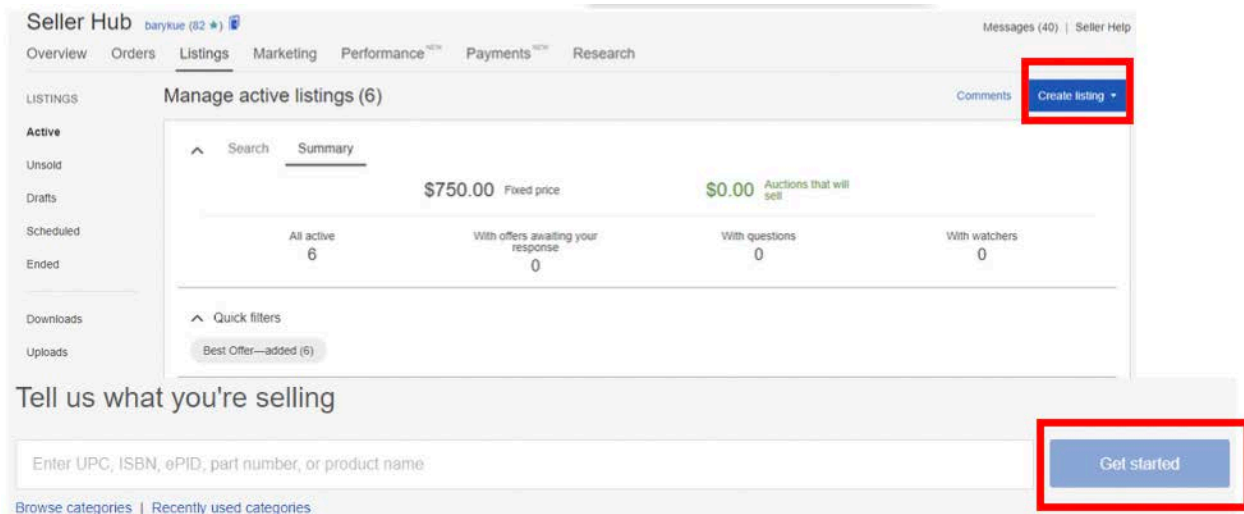 Seller Hub barykue (82 ★)
Messages (40) | Seller Help
Overview Orders Listings Marketing Performance NEW Payments NEW Research
LISTINGS
Manage active listings (6)
Comments
Create listing
Active
Search Summary
Unsold
$750.00 Fixed price
$0.00 Auctions that will sell
Drafts
Scheduled
All active
6
With offers awaiting your response
0
With questions
0
With watchers
0
Ended
Downloads
Quick filters
Uploads
Best Offer—added (6)
Tell us what you're selling
Enter UPC, ISBN, ePID, part number, or product name
Get started
Browse categories | Recently used categories